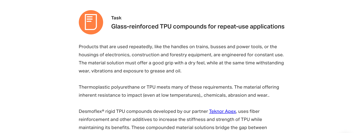 Task
Glass-reinforced TPU compounds for repeat-use applications
Products that are used repeatedly, like the handles on trains, busses and power tools, or the
housings of electronics, construction and forestry equipment, are engineered for constant use.
The material solution must offer a good grip with a dry feel; while at the same time withstanding
wear, vibrations and exposure to grease and oil.
Thermoplastic polyurethane or TPU meets many of these requirements. The material offering
inherent resistance to impact (even at low temperatures),, chemicals, abrasion and wear..
Desmoflex® rigid TPU compounds developed by our partner Teknor Apex, uses fiber
reinforcement and other additives to increase the stiffness and strength of TPU while
maintaining its benefits. These compounded material solutions bridge the gap between